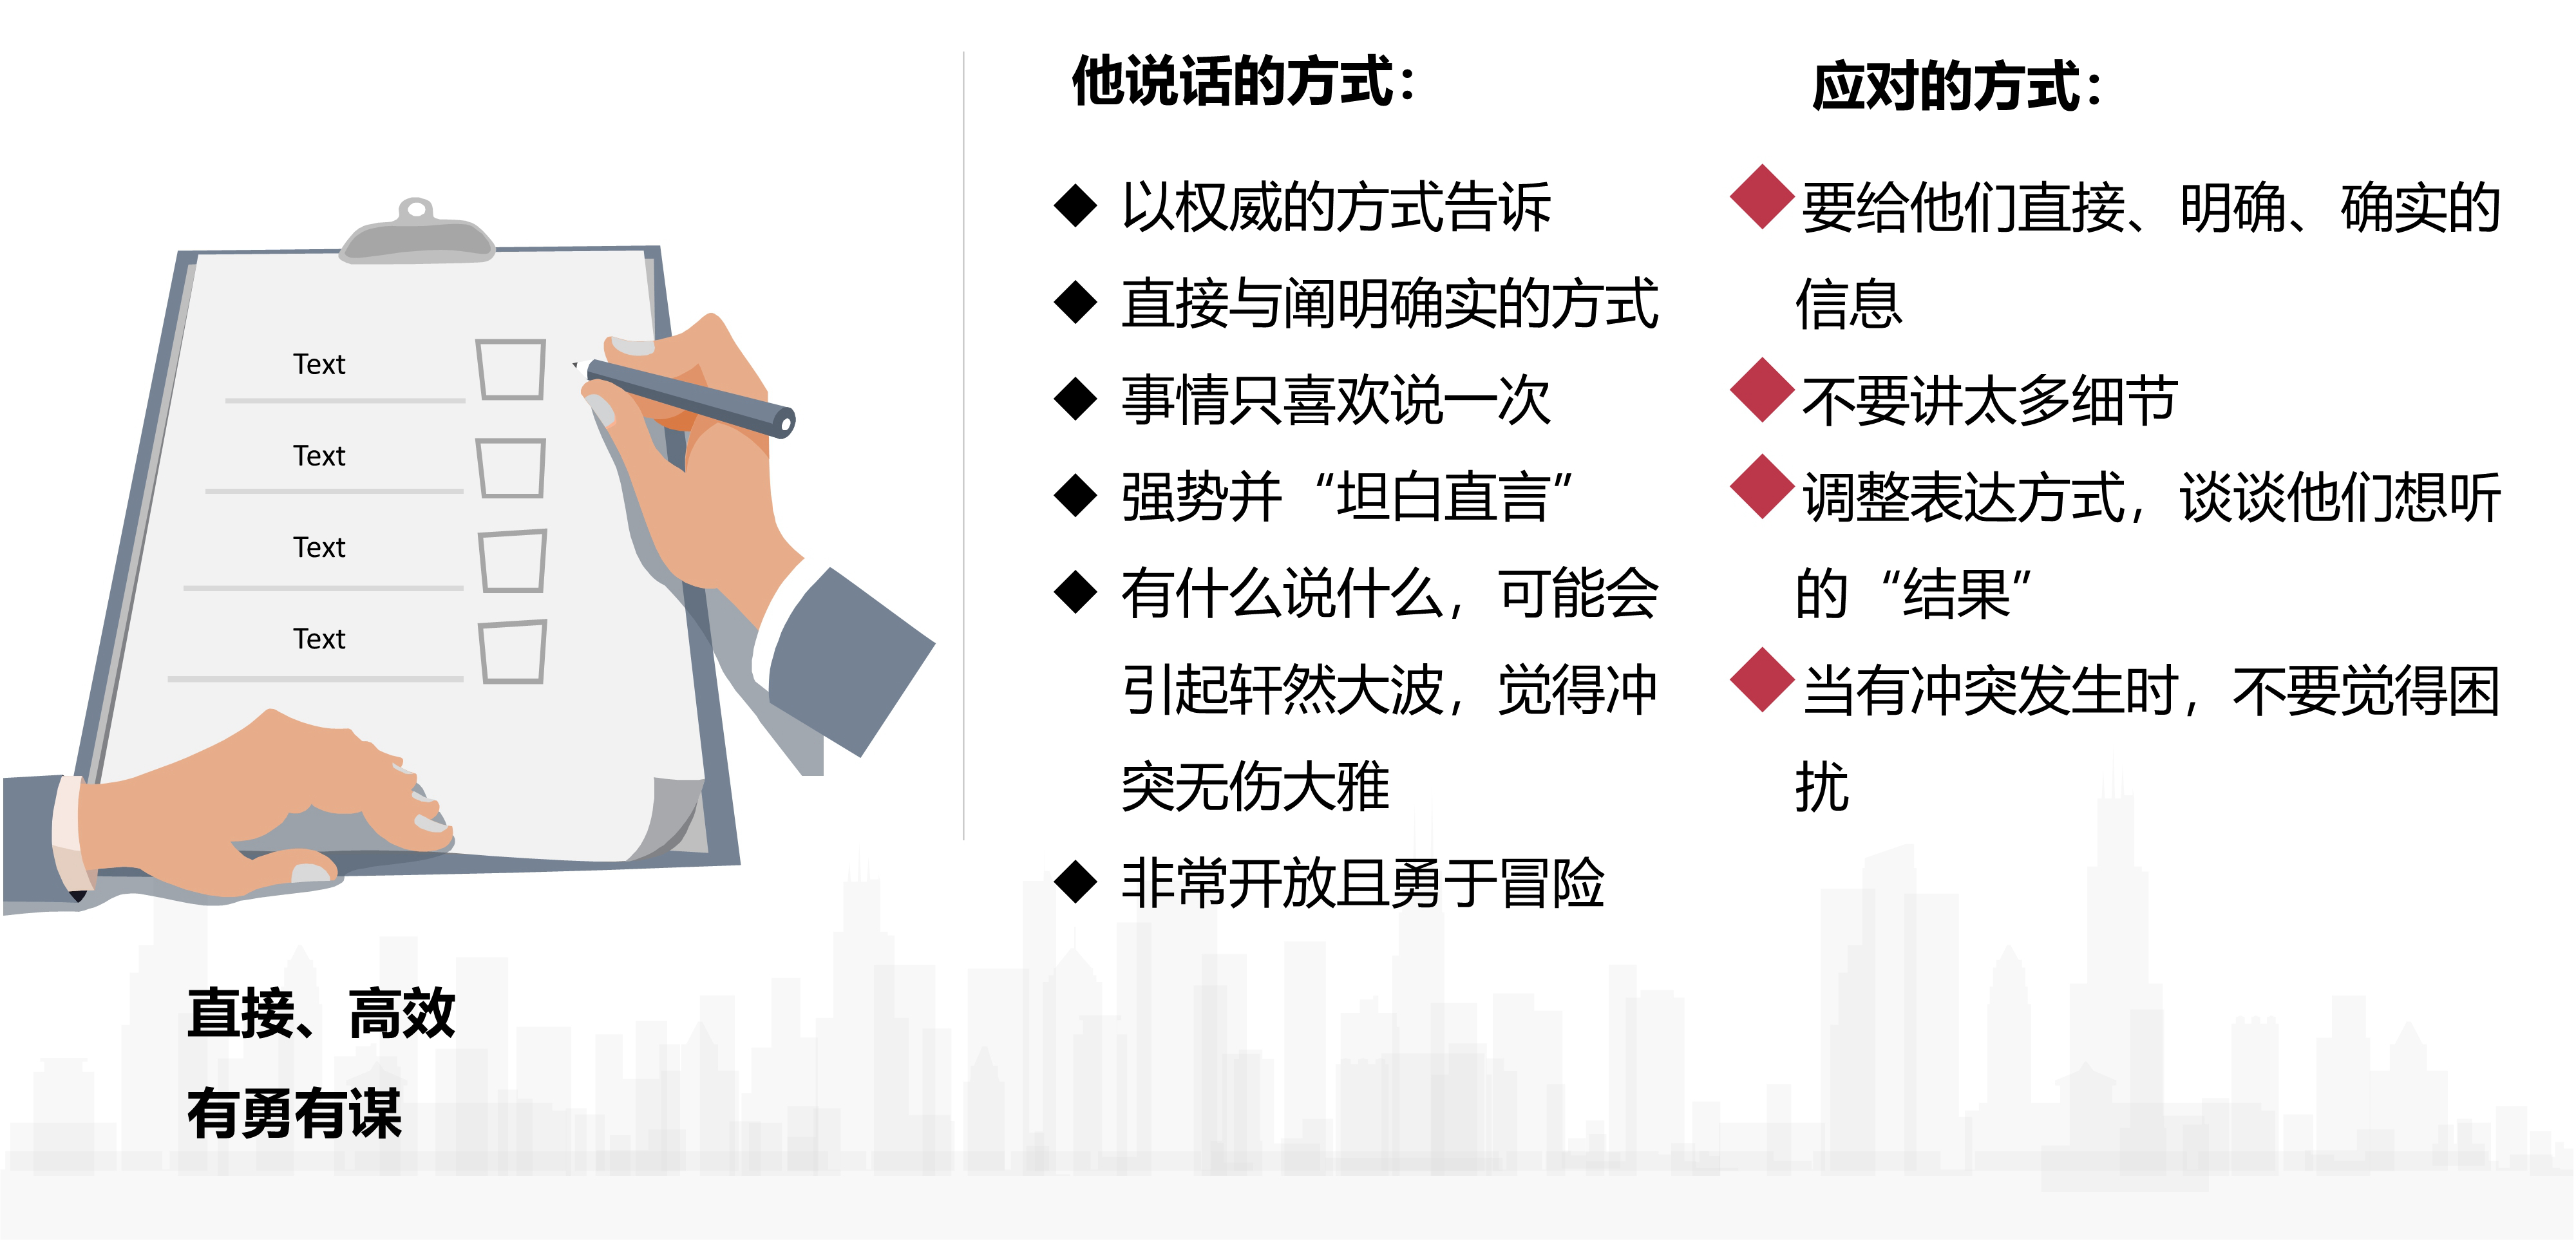 Text
Text
Text
Text
直接、高效
有勇有谋
他说话的方式：
以权威的方式告诉
直接与阐明确实的方式
事情只喜欢说一次
强势并“坦白直言”
有什么说什么，可能会
引起轩然大波，觉得冲
突无伤大雅
非常开放且勇于冒险
应对的方式：
要给他们直接、明确、确实的
信息
不要讲太多细节
调整表达方式，谈谈他们想听
的“结果”
当有冲突发生时，不要觉得困
扰